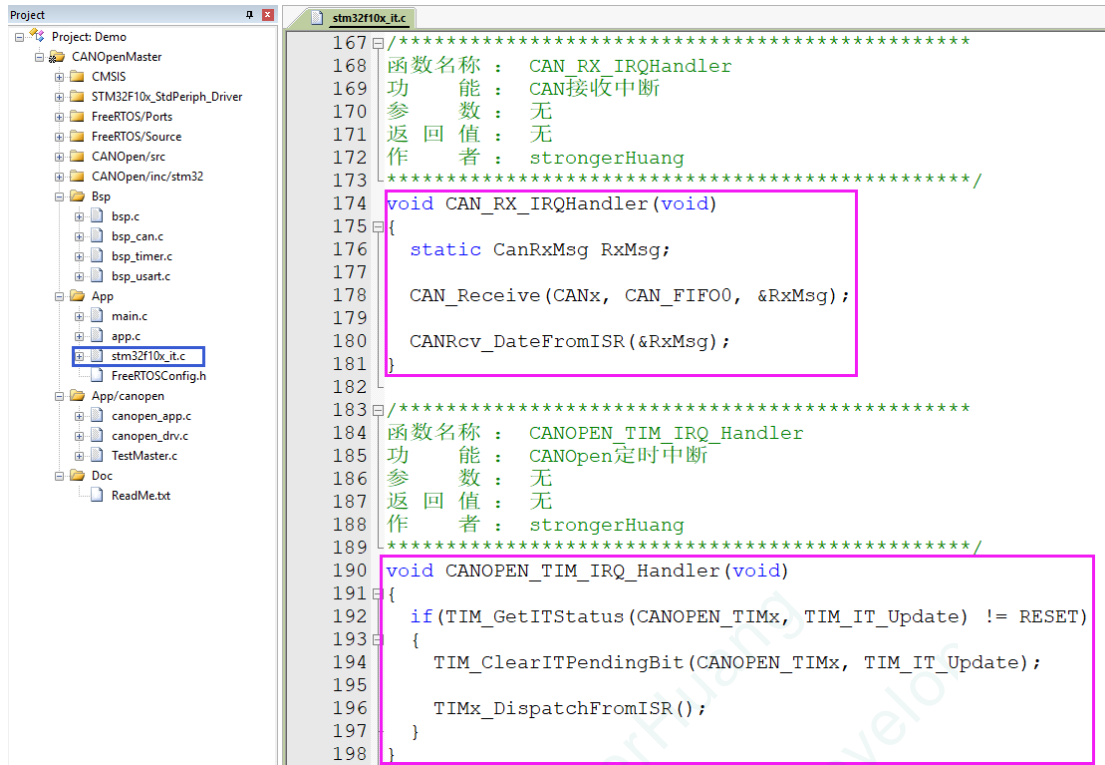 Project
Project: Demo
CANOpenMaster
CMSIS
STM32F10x_StdPeriph_Driver
FreeRTOS/Ports
FreeRTOS/Source
CANOpen/src
CANOpen/inc/stm32
Bsp
bsp.c
bsp_can.c
bsp_timer.c
bsp_usart.c
App
main.c
app.c
stm32f10x_it.c
FreeRTOSConfig.h
App/canopen
canopen_app.c
canopen_drv.c
TestMaster.c
Doc
ReadMe.txt
stm32f10x_it.c
167 /************************************************
168 函数名称 : CAN_RX_IRQHandler
169 功 能 : CAN接收中断
170 参 数 : 无
171 返 回 值 : 无
172 作 者 : strongerHuang
173 *************************************************/
174 void CAN_RX_IRQHandler(void)
175 {
176 static CanRxMsg RxMsg;
177
178 CAN_Receive(CANx, CAN_FIFO0, &RxMsg);
179
180 CANRcv_DateFromISR(&RxMsg);
181 }
182
183 /************************************************
184 函数名称 : CANOPEN_TIM_IRQ_Handler
185 功 能 : CANOpen定时中断
186 参 数 : 无
187 返 回 值 : 无
188 作 者 : strongerHuang
189 *************************************************/
190 void CANOPEN_TIM_IRQ_Handler(void)
191 {
192 if(TIM_GetITStatus(CANOPEN_TIMx, TIM_IT_Update) != RESET)
193 {
194 TIM_ClearITPendingBit(CANOPEN_TIMx, TIM_IT_Update);
195
196 TIMx_DispatchFromISR();
197 }
198 }